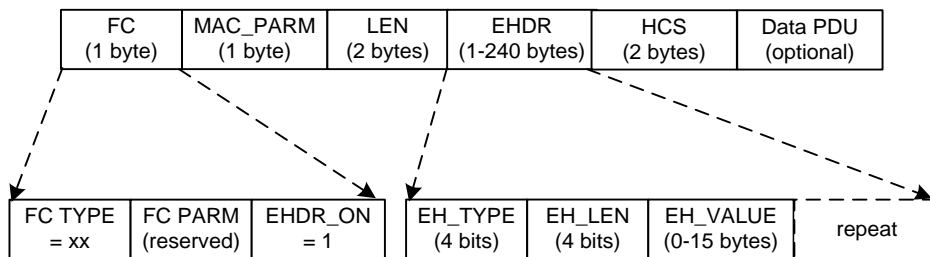 FC MAC_PARM LEN EHDR HCS Data PDU
(1 byte) (1 byte) (2 bytes) (1-240 bytes) (2 bytes) (optional)
FC TYPE FC PARM EHDR_ON EH_TYPE EH_LEN EH_VALUE repeat
= xx (reserved) = 1 (4 bits) (4 bits) (0-15 bytes)